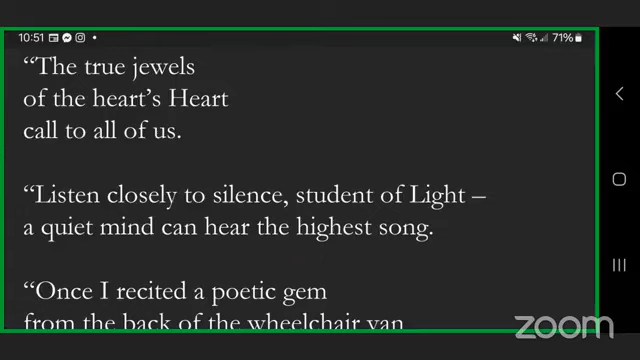 10:51
71%
“The true jewels
of the heart’s Heart
call to all of us.
“Listen closely to silence, student of Light –
a quiet mind can hear the highest song.
“Once I recited a poetic gem
from the back of the wheelchair van
zoom